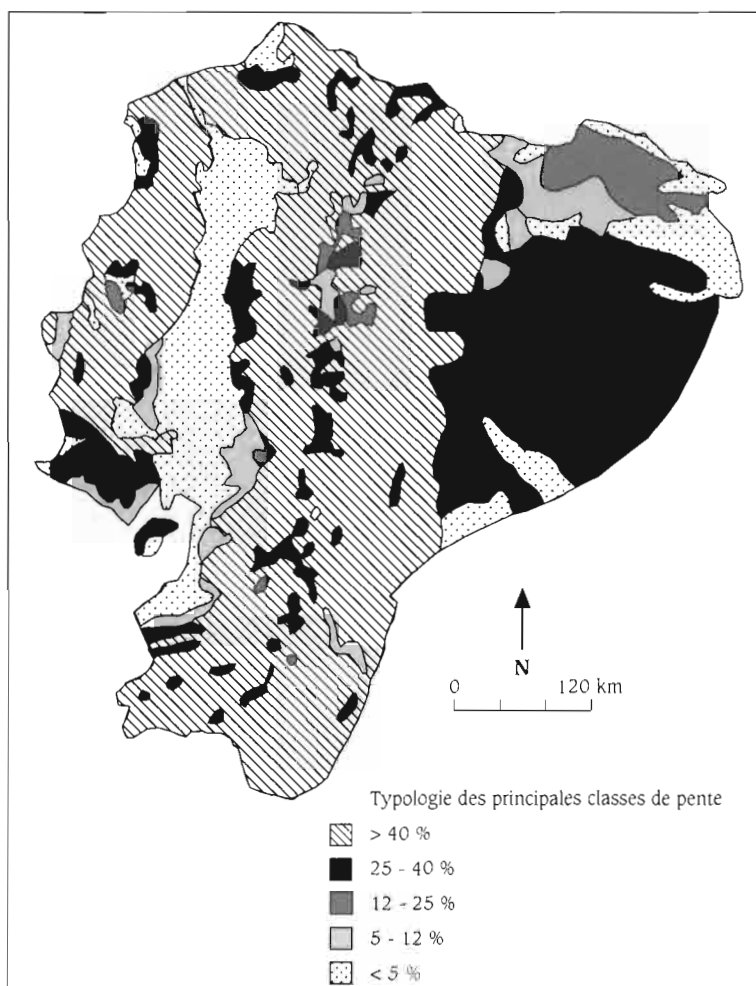 N
0 120 km
Typologie des principales classes de pente
> 40 %
25 - 40 %
12 - 25 %
5 - 12 %
< 5 %